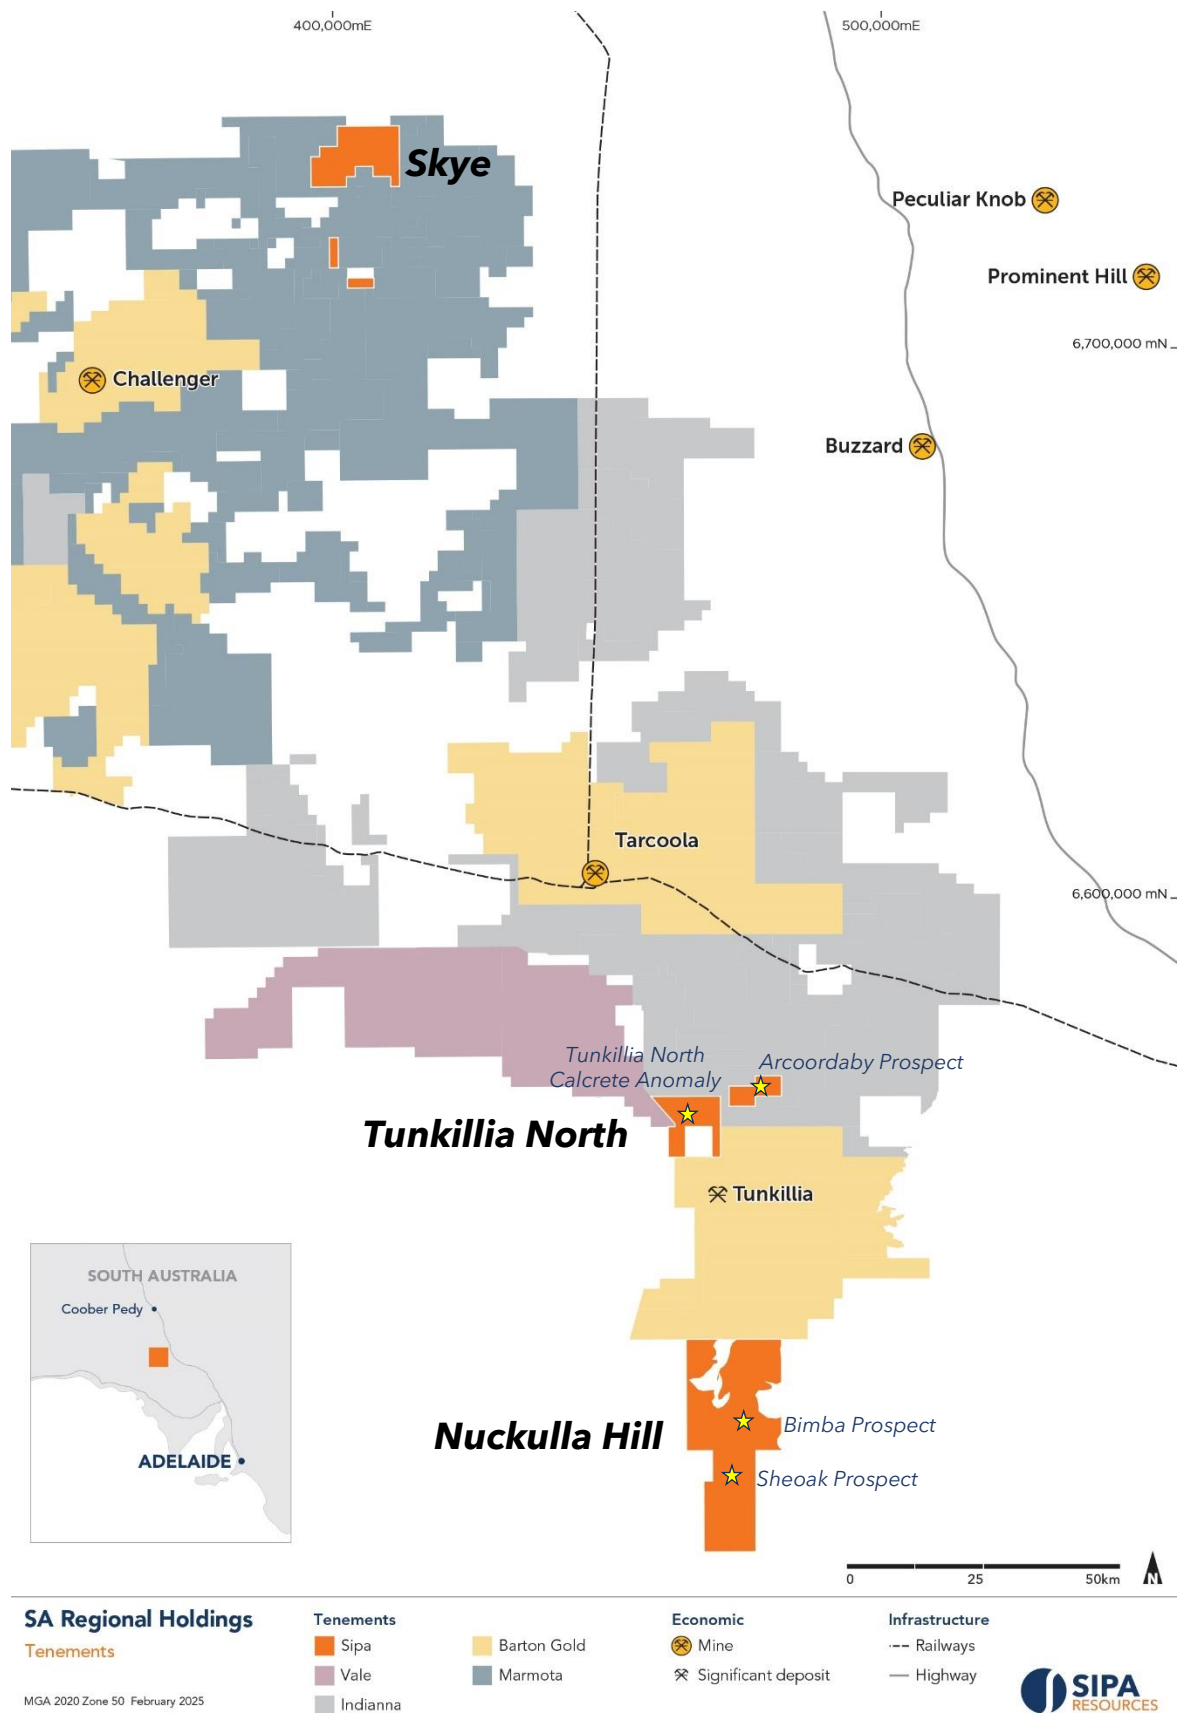 400,000mE
500,000mE
Skye
Peculiar Knob
Prominent Hill
6,700,000 mN
Challenger
Buzzard
Tarcoola
6,600,000 mN
Tunkillia North
Calcrete Anomaly
Arcoordaby Prospect
Tunkillia North
Tunkillia
SOUTH AUSTRALIA
Coober Pedy
ADELAIDE
Nuckulla Hill
Bimba Prospect
Sheoak Prospect
0 25 50km
N
SA Regional Holdings
Tenements
MGA 2020 Zone 50 February 2025
Tenements
Sipa
Vale
Indianna
Barton Gold
Marmota
Economic
Mine
Significant deposit
Infrastructure
Railways
Highway
SIPA
RESOURCES